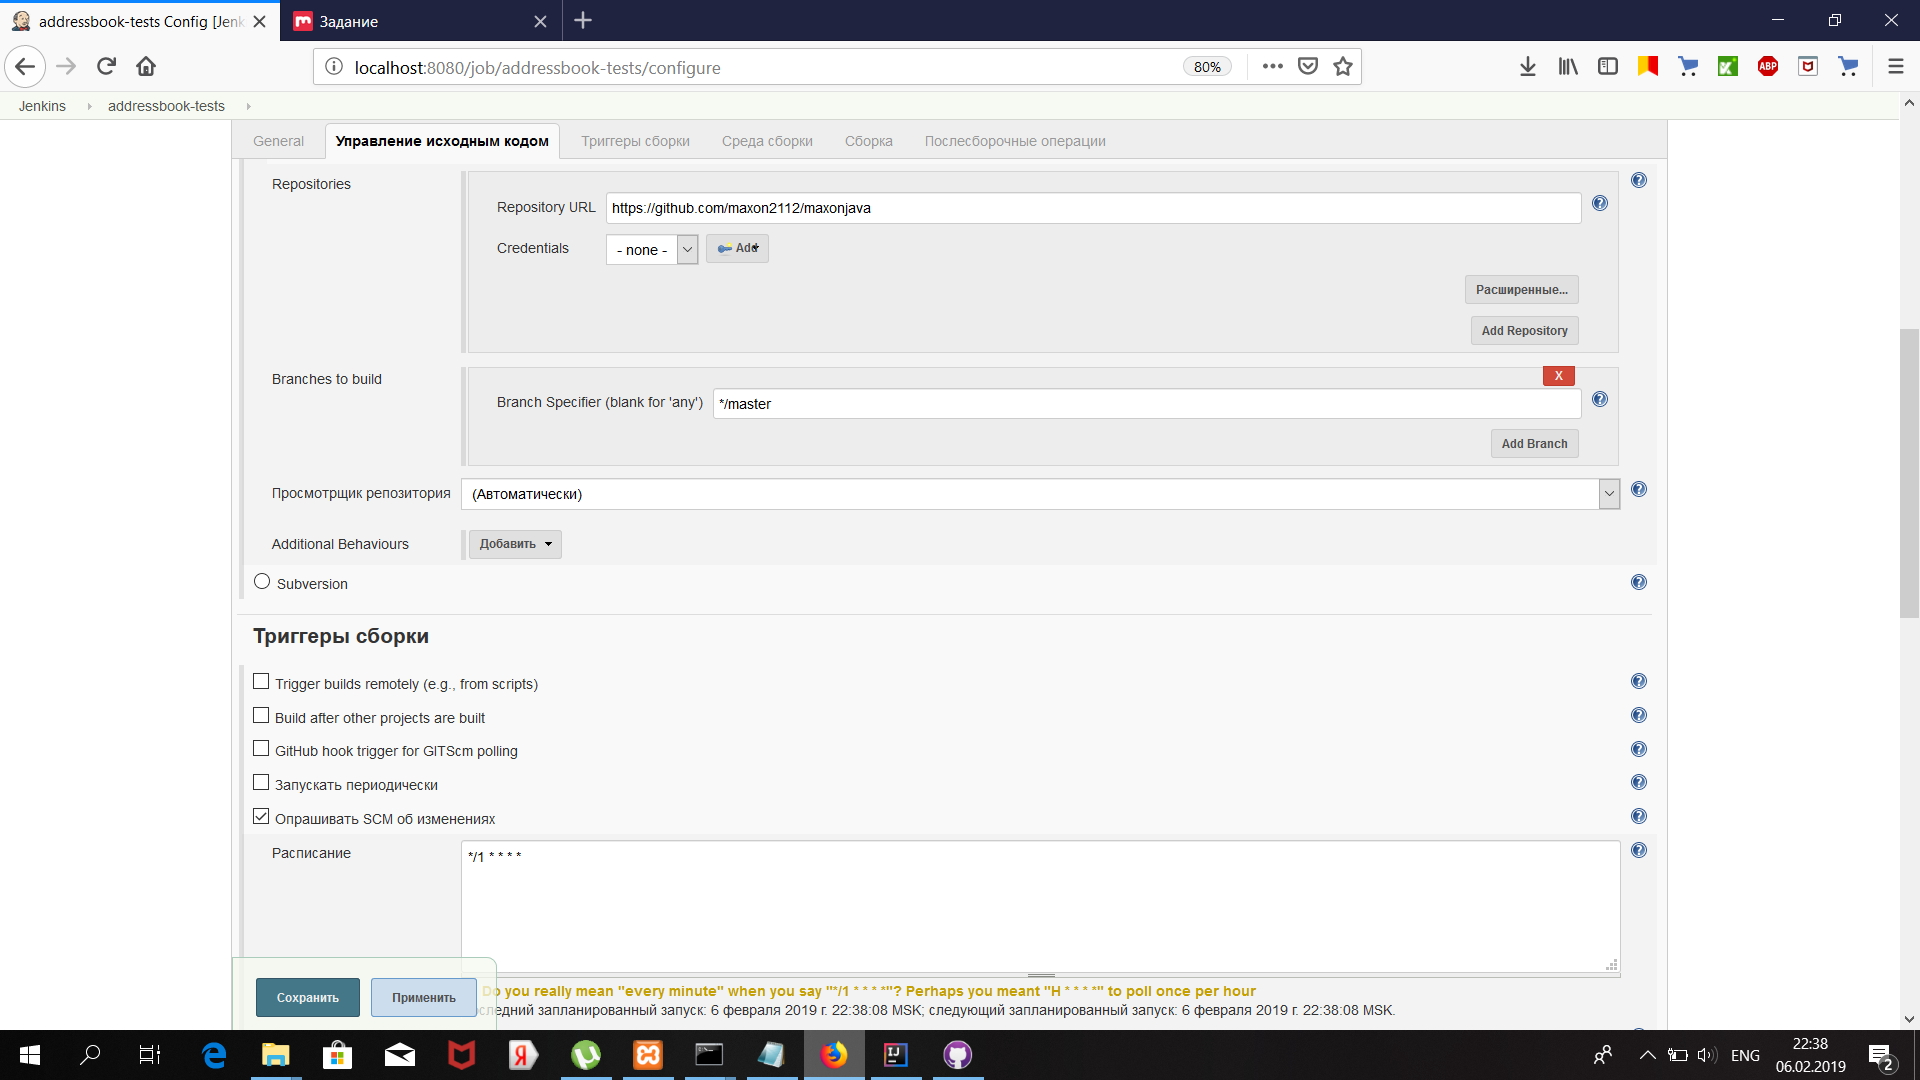 addressbook-tests Config [Jenk
Задание
localhost:8080/job/addressbook-tests/configure
80%
ABP
Jenkins
addressbook-tests
General
Управление исходным кодом
Триггеры сборки
Среда сборки
Сборка
Послесборочные операции
Repositories
Repository URL
https://github.com/maxon2112/maxonjava
Credentials
- none -
Add
Расширенные...
Add Repository
Branches to build
X
Branch Specifier (blank for 'any')
*/master
Add Branch
Просмотрщик репозитория
(Автоматически)
Additional Behaviours
Добавить
Subversion
Триггеры сборки
Trigger builds remotely (e.g., from scripts)
Build after other projects are built
GitHub hook trigger for GITScm polling
Запускать периодически
Опрашивать SCM об изменениях
Расписание
*/1 * * * *
Сохранить
Применить
Do you really mean "every minute" when you say "*/1 * * * *"? Perhaps you meant "H * * * *" to poll once per hour
следний запланированный запуск: 6 февраля 2019 г. 22:38:08 MSK; следующий запланированный запуск: 6 февраля 2019 г. 22:38:08 MSK.
ENG
22:38
06.02.2019
2